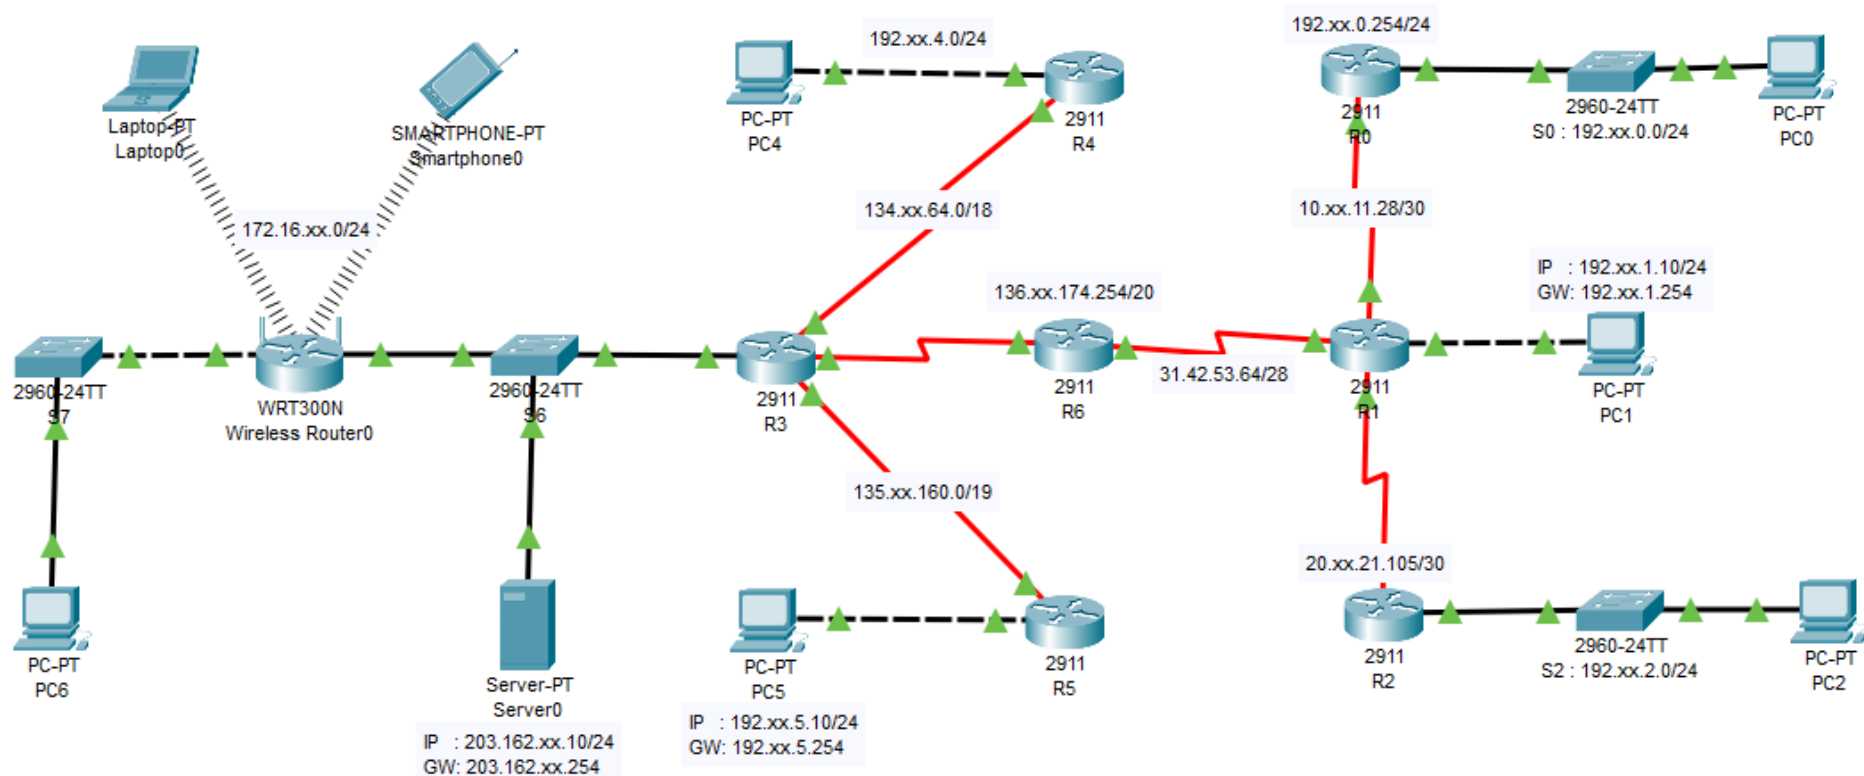 Laptop-PT
Laptop0
SMARTPHONE-PT
Smartphone0
172.16.xx.0/24
2960-24TT
S7
WRT300N
Wireless Router0
2960-24TT
S6
PC-PT
PC6
Server-PT
Server0
IP : 203.162.xx.10/24
GW: 203.162.xx.254
192.xx.4.0/24
PC-PT
PC4
2911
R4
134.xx.64.0/18
2911
R3
136.xx.174.254/20
2911
R6
31.42.53.64/28
135.xx.160.0/19
PC-PT
PC5
IP : 192.xx.5.10/24
GW: 192.xx.5.254
2911
R5
192.xx.0.254/24
2911
R0
2960-24TT
S0 : 192.xx.0.0/24
PC-PT
PC0
10.xx.11.28/30
IP : 192.xx.1.10/24
GW: 192.xx.1.254
2911
R1
PC-PT
PC1
20.xx.21.105/30
2911
R2
2960-24TT
S2 : 192.xx.2.0/24
PC-PT
PC2